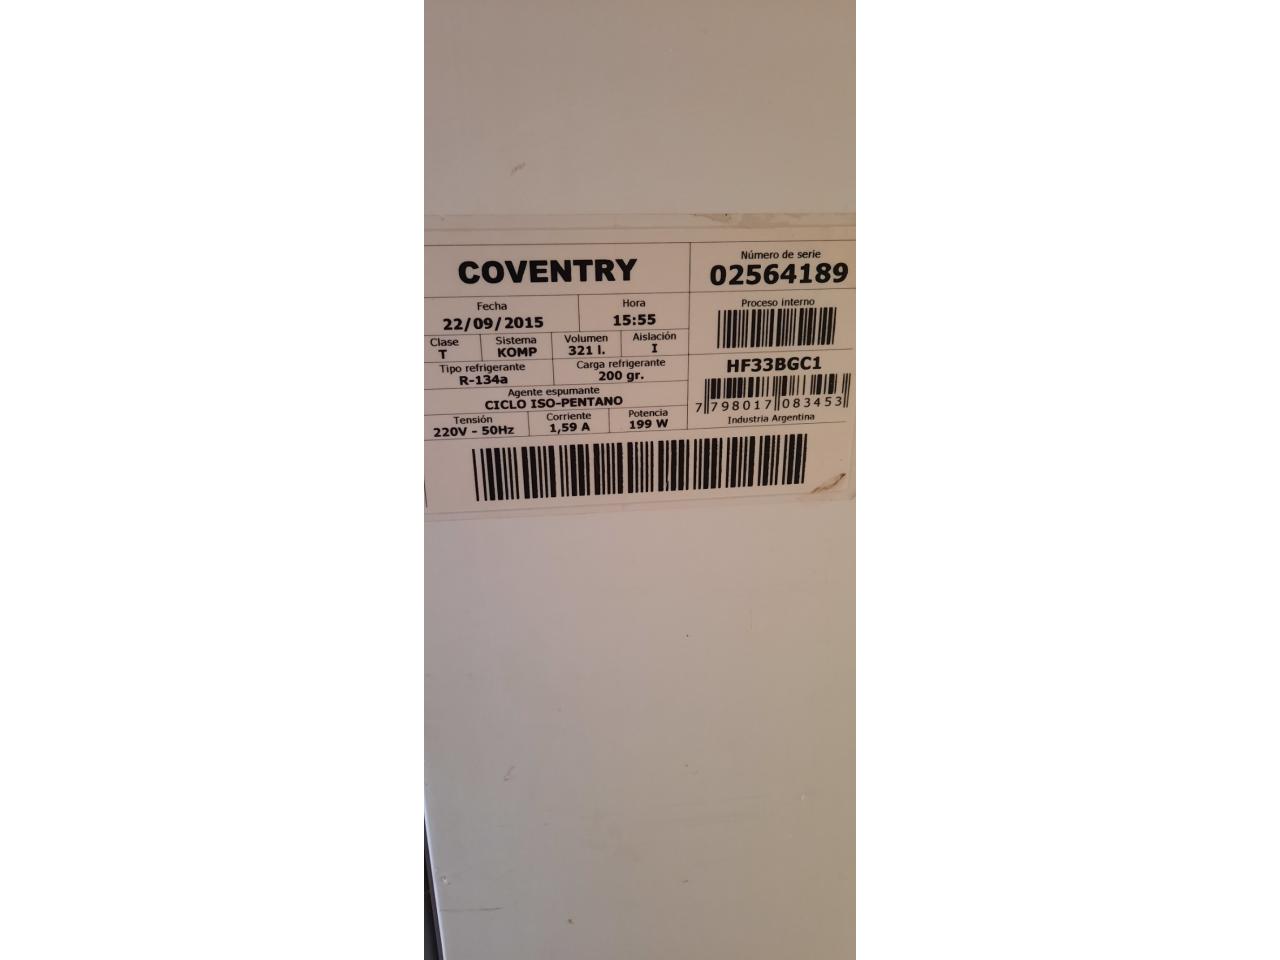 COVENTRY
Número de serie
02564189
Fecha
22/09/2015
Hora
15:55
Proceso interno
Clase
T
Sistema
KOMP
Volumen
321 l.
Aislación
I
Tipo refrigerante
R-134a
Carga refrigerante
200 gr.
HF33BGC1
Agente espumante
CICLO ISO-PENTANO
7 798017 083453
Tensión
220V - 50Hz
Corriente
1,59 A
Potencia
199 W
Industria Argentina